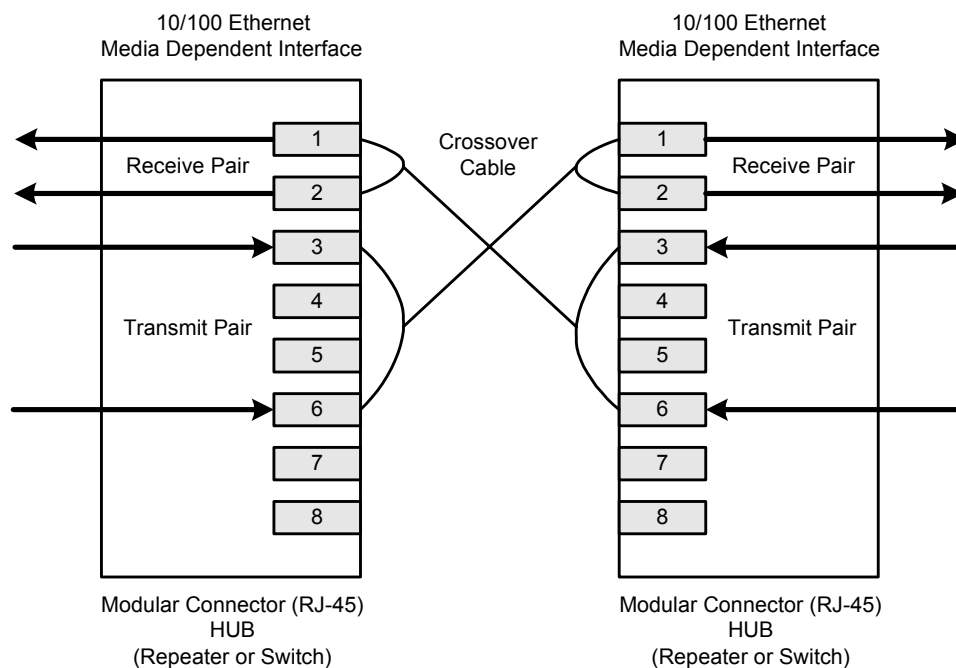 10/100 Ethernet
Media Dependent Interface
10/100 Ethernet
Media Dependent Interface
1
Receive Pair
2
3
4
Transmit Pair
5
6
7
8
Crossover
Cable
1
Receive Pair
2
3
4
Transmit Pair
5
6
7
8
Modular Connector (RJ-45)
HUB
(Repeater or Switch)
Modular Connector (RJ-45)
HUB
(Repeater or Switch)